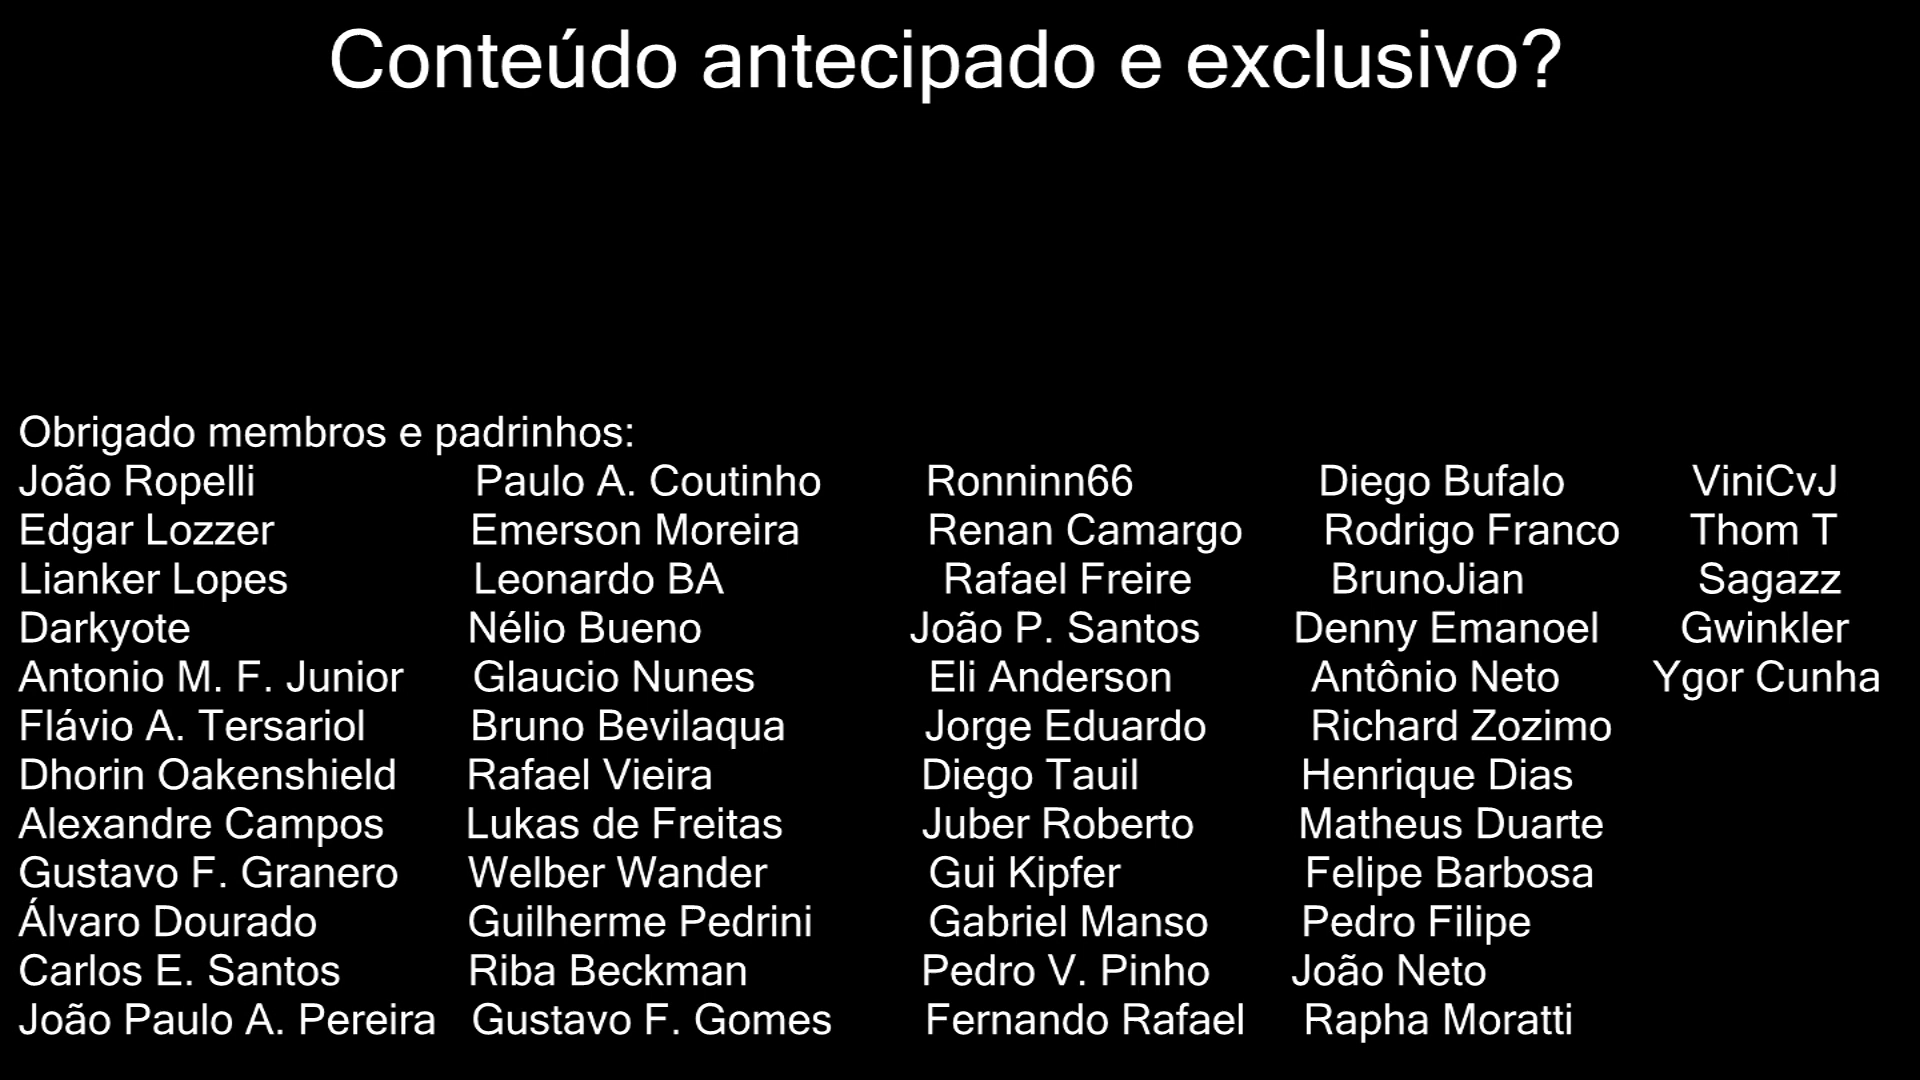 Conteúdo antecipado e exclusivo?
Obrigado membros e padrinhos:
João Ropelli Paulo A. Coutinho Ronninn66 Diego Bufalo ViniCvJ
Edgar Lozzer Emerson Moreira Renan Camargo Rodrigo Franco Thom T
Lianker Lopes Leonardo BA Rafael Freire BrunoJian Sagazz
Darkyote Nélio Bueno João P. Santos Denny Emanoel Gwinkler
Antonio M. F. Junior Glaucio Nunes Eli Anderson Antônio Neto Ygor Cunha
Flávio A. Tersariol Bruno Bevilaqua Jorge Eduardo Richard Zozimo
Dhorin Oakenshield Rafael Vieira Diego Tauil Henrique Dias
Alexandre Campos Lukas de Freitas Juber Roberto Matheus Duarte
Gustavo F. Granero Welber Wander Gui Kipfer Felipe Barbosa
Álvaro Dourado Guilherme Pedrini Gabriel Manso Pedro Filipe
Carlos E. Santos Riba Beckman Pedro V. Pinho João Neto
João Paulo A. Pereira Gustavo F. Gomes Fernando Rafael Rapha Moratti